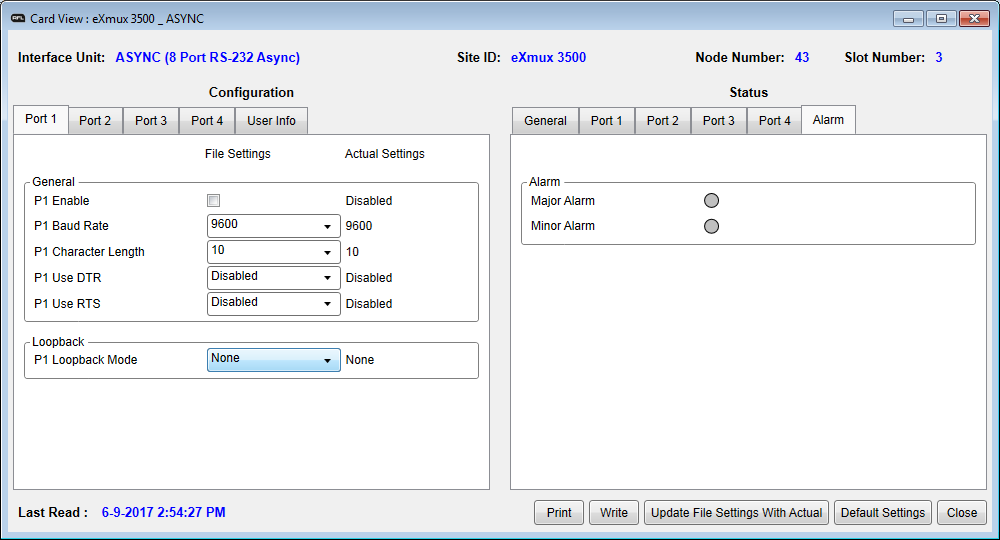 AFL Card View : eXmux 3500 _ ASYNC
Interface Unit: ASYNC (8 Port RS-232 Async) Site ID: eXmux 3500 Node Number: 43 Slot Number: 3
Configuration Status
Port 1 Port 2 Port 3 Port 4 User Info General Port 1 Port 2 Port 3 Port 4 Alarm
File Settings Actual Settings
General Alarm
P1 Enable Disabled Major Alarm
P1 Baud Rate 9600 9600 Minor Alarm
P1 Character Length 10 10
P1 Use DTR Disabled Disabled
P1 Use RTS Disabled Disabled
Loopback
P1 Loopback Mode None None
Last Read : 6-9-2017 2:54:27 PM Print Write Update File Settings With Actual Default Settings Close